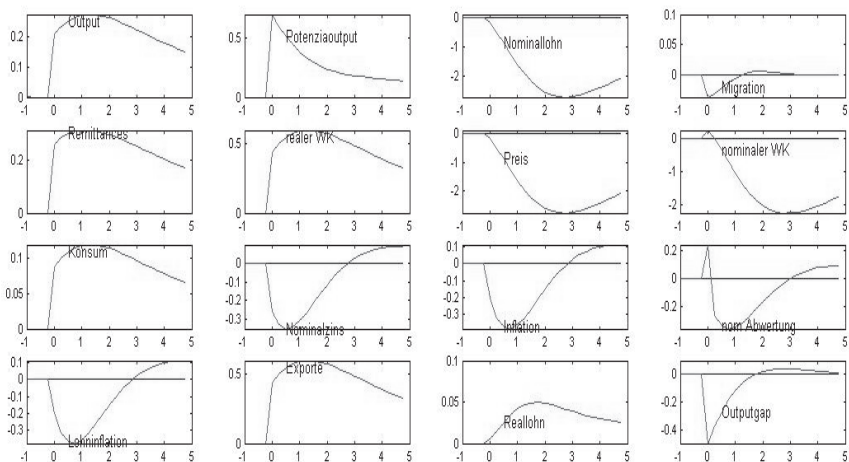 Output
0.2
0.1
0
-1 0 1 2 3 4 5
Potenziaoutput
0.5
0
-1 0 1 2 3 4 5
Nominallohn
0
-1
-2
-1 0 1 2 3 4 5
Migration
0.1
0
-1 0 1 2 3 4 5
Remittances
0.2
0
-1 0 1 2 3 4 5
realer WK
0.5
0
-1 0 1 2 3 4 5
Preis
0
-1
-2
-1 0 1 2 3 4 5
nominaler WK
0
-1
-2
-1 0 1 2 3 4 5
Konsum
0.1
0.05
0
-1 0 1 2 3 4 5
Nominalzins
0
-0.1
-0.2
-0.3
-1 0 1 2 3 4 5
Inflation
0.1
0
-0.1
-0.2
-0.3
-1 0 1 2 3 4 5
nom Abwertung
0.2
0
-0.2
-1 0 1 2 3 4 5
Lohninflation
0.1
0
-0.1
-0.2
-0.3
-1 0 1 2 3 4 5
Exporte
0.5
0
-1 0 1 2 3 4 5
Reallohn
0.1
0.05
0
-1 0 1 2 3 4 5
Outputgap
0
-0.2
-0.4
-1 0 1 2 3 4 5